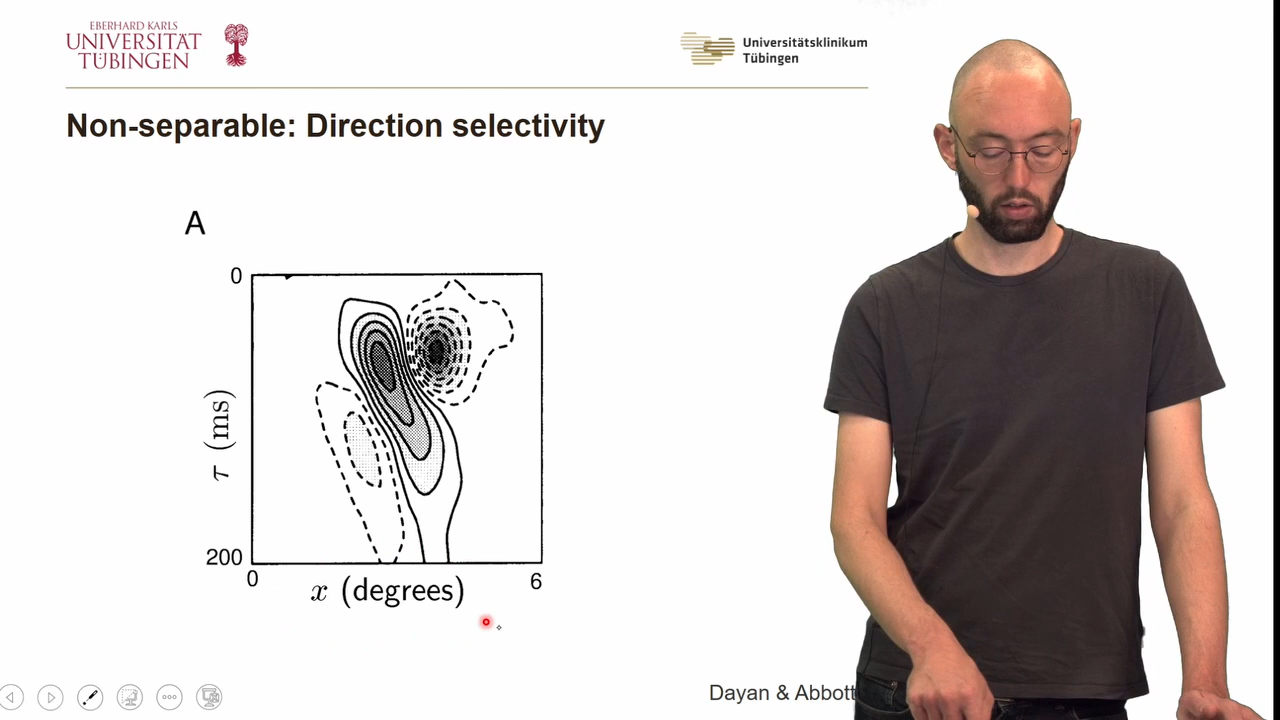 EBERHARD KARLS
UNIVERSITÄT
TÜBINGEN
Universitätsklinikum
Tübingen
Non-separable: Direction selectivity
A
0
τ (ms)
200
0
x (degrees)
6
Dayan & Abbott